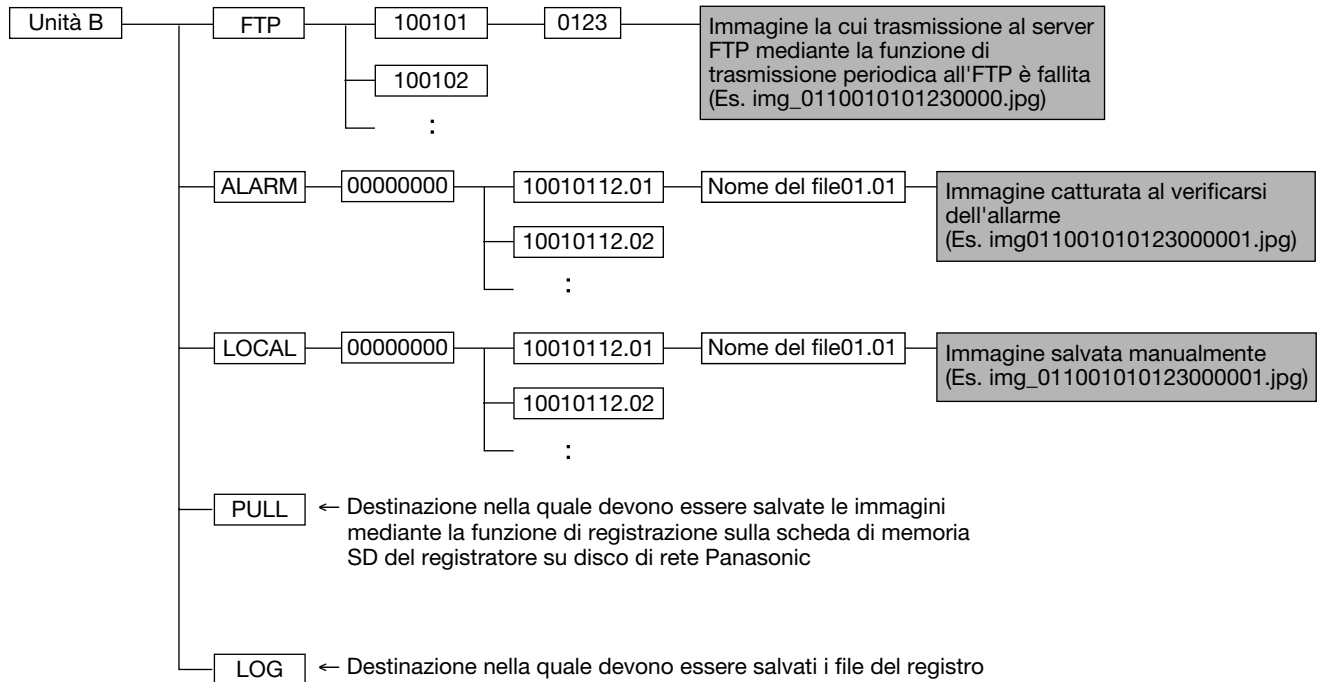 Unità B
FTP
100101
0123
Immagine la cui trasmissione al server
FTP mediante la funzione di
trasmissione periodica all'FTP è fallita
(Es. img_0110010101230000.jpg)
100102
:
ALARM
00000000
10010112.01
Nome del file01.01
Immagine catturata al verificarsi
dell'allarme
(Es. img011001010123000001.jpg)
10010112.02
:
LOCAL
00000000
10010112.01
Nome del file01.01
Immagine salvata manualmente
(Es. img_011001010123000001.jpg)
10010112.02
:
PULL
← Destinazione nella quale devono essere salvate le immagini
mediante la funzione di registrazione sulla scheda di memoria
SD del registratore su disco di rete Panasonic
LOG
← Destinazione nella quale devono essere salvati i file del registro